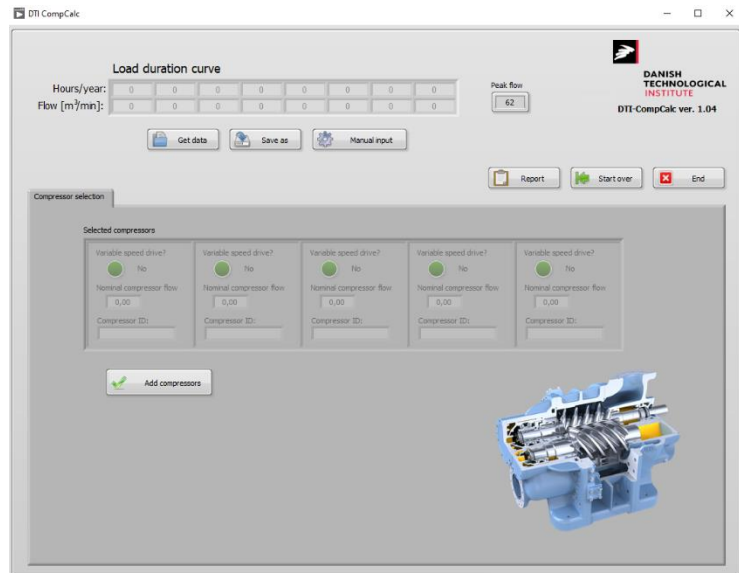 DTI CompCalc
Load duration curve
Hours/year: 0 0 0 0 0 0 0 0
Flow [m³/min]: 0 0 0 0 0 0 0 0
Peak flow
62
DANISH
TECHNOLOGICAL
INSTITUTE
DTI-CompCalc ver. 1.04
Get data Save as Manual input
Report Start over End
Compressor selection
Selected compressors
Variable speed drive? Variable speed drive? Variable speed drive? Variable speed drive? Variable speed drive?
No No No No No
Nominal compressor flow Nominal compressor flow Nominal compressor flow Nominal compressor flow Nominal compressor flow
0,00 0,00 0,00 0,00 0,00
Compressor ID: Compressor ID: Compressor ID: Compressor ID: Compressor ID:
Add compressors